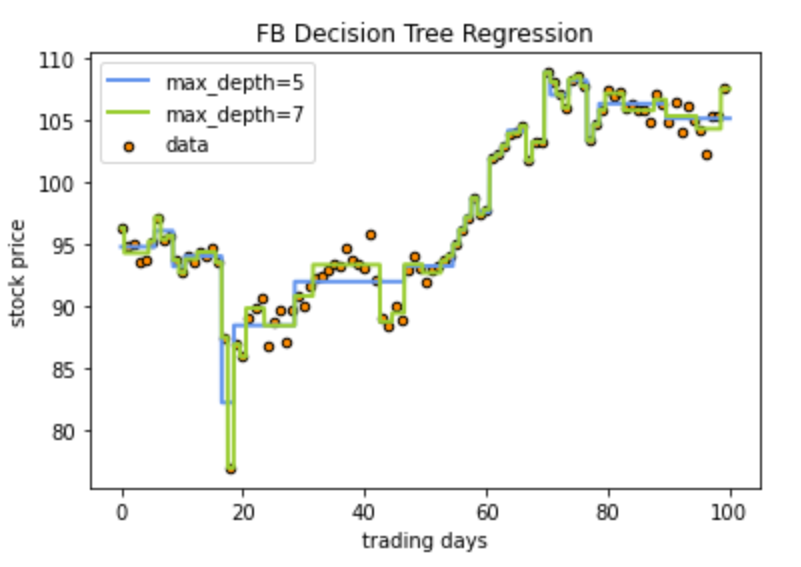 FB Decision Tree Regression
110
105
100
95
90
85
80
stock price
max_depth=5
max_depth=7
data
0
20
40
60
80
100
trading days